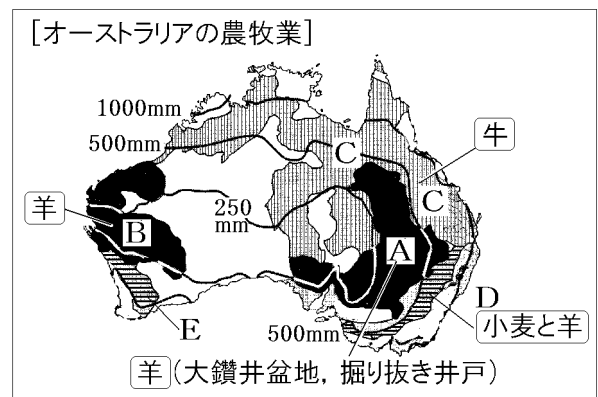 [オーストラリアの農牧業]
1000mm
500mm
牛
C
羊
250
mm
C
B
A
D
小麦と羊
E
500mm
羊(大鑽井盆地，掘り抜き井戸)